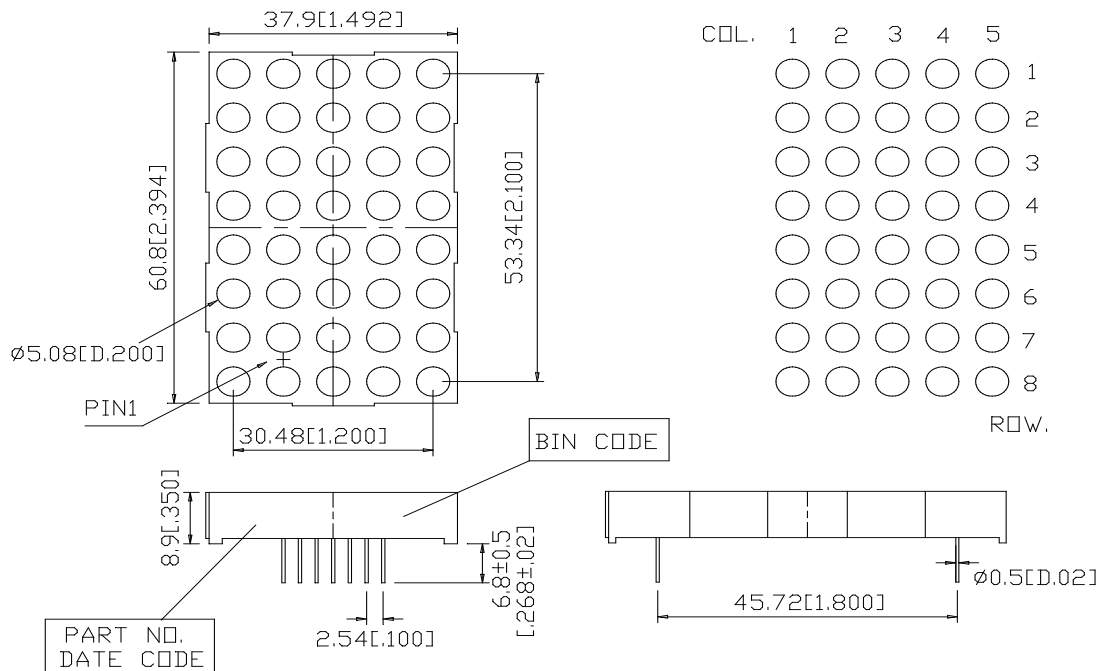 37.9[1.492]
COL. 1 2 3 4 5
1
2
3
4
5
6
7
8
ROW.
60.8[2.394]
53.34[2.100]
Ø5.08[D.200]
PIN1
30.48[1.200]
BIN CODE
8.9[.350]
6.8±0.5
[.268±.02]
2.54[.100]
PART NO.
DATE CODE
Ø0.5[D.02]
45.72[1.800]